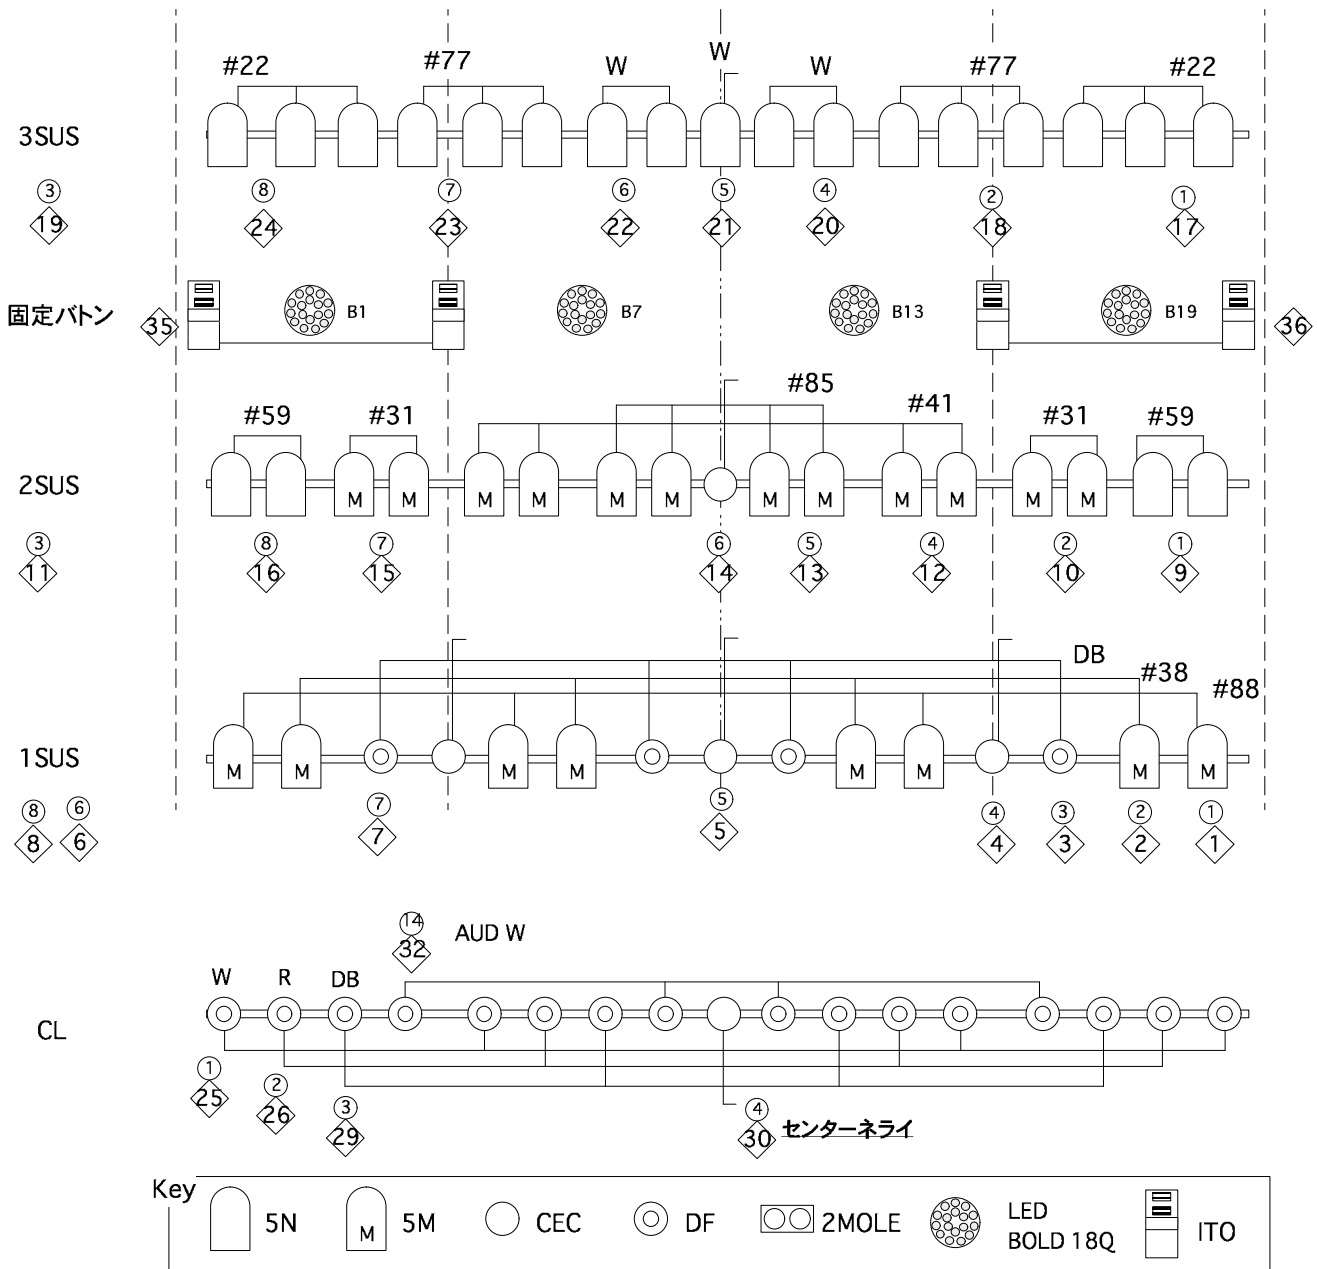 #22 #77 W W W #77 #22
3SUS
③ ⑧ ⑦ ⑥ ⑤ ④ ② ①
19 24 23 22 21 20 18 17
固定バトン 35 B1 B7 B13 B19 36
#59 #31 #85 #41 #31 #59
2SUS
M M M M M M M M M M M M
③ ⑧ ⑦ ⑥ ⑤ ④ ② ①
11 16 15 14 13 12 10 9
DB #38 #88
1SUS
M M M M M M M M
⑧ ⑥ ⑦ ⑤ ④ ③ ② ①
8 6 7 5 4 3 2 1
⑭
32 AUD W
W R DB
CL
① ② ③ ④
25 26 29 30 センターネライ
Key
5N M 5M CEC DF 2MOLE LED
BOLD 18Q ITO